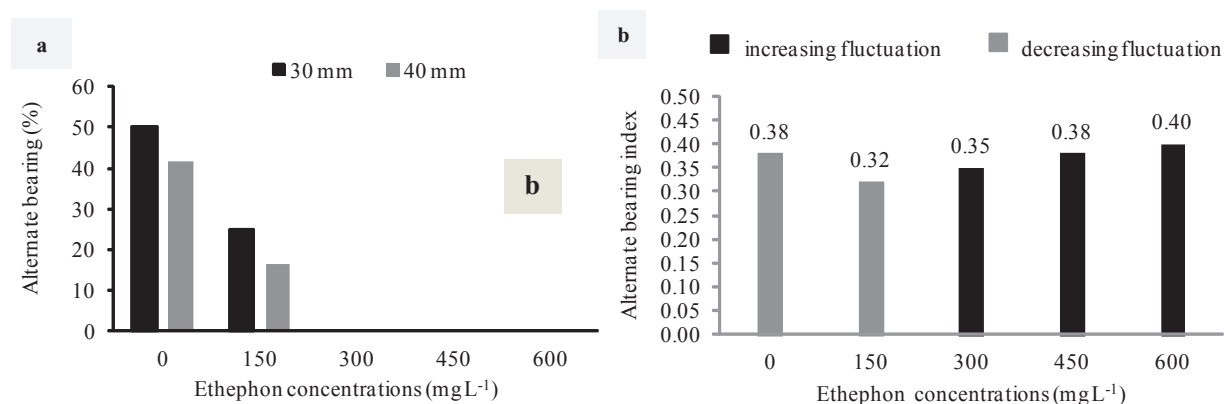 a
30 mm
40 mm
Alternate bearing (%)
60
50
40
30
20
10
0
b
0 150 300 450 600
Ethephon concentrations (mg L-1)
b
increasing fluctuation
decreasing fluctuation
Alternate bearing index
0.50
0.45
0.40
0.35
0.30
0.25
0.20
0.15
0.10
0.05
0.00
0.38
0.32
0.35
0.38
0.40
0 150 300 450 600
Ethephon concentrations (mg L-1)